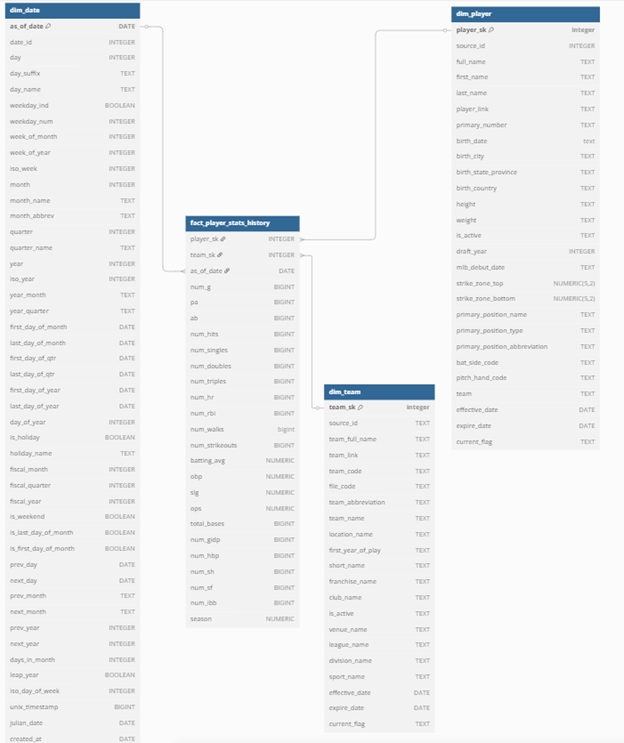 dim_date
as_of_date DATE
date_id INTEGER
day INTEGER
day_suffix TEXT
day_name TEXT
weekday_ind BOOLEAN
weekday_num INTEGER
week_of_month INTEGER
week_of_year INTEGER
iso_week INTEGER
month INTEGER
month_name TEXT
month_abbrev TEXT
quarter INTEGER
quarter_name TEXT
year INTEGER
iso_year INTEGER
year_month TEXT
year_quarter TEXT
first_day_of_month DATE
last_day_of_month DATE
first_day_of_qtr DATE
last_day_of_qtr DATE
first_day_of_year DATE
last_day_of_year DATE
day_of_year INTEGER
is_holiday BOOLEAN
holiday_name TEXT
fiscal_month INTEGER
fiscal_quarter INTEGER
fiscal_year INTEGER
is_weekend BOOLEAN
is_last_day_of_month BOOLEAN
is_first_day_of_month BOOLEAN
prev_day DATE
next_day DATE
prev_month TEXT
next_month TEXT
prev_year INTEGER
next_year INTEGER
days_in_month INTEGER
leap_year BOOLEAN
iso_day_of_week INTEGER
unix_timestamp BIGINT
julian_date DATE
created_at DATE
fact_player_stats_history
player_sk INTEGER
team_sk INTEGER
as_of_date DATE
num_g BIGINT
pa BIGINT
ab BIGINT
num_hits BIGINT
num_singles BIGINT
num_doubles BIGINT
num_triples BIGINT
num_hr BIGINT
num_rbi BIGINT
num_walks bigint
num_strikeouts BIGINT
batting_avg NUMERIC
obp NUMERIC
slg NUMERIC
ops NUMERIC
total_bases BIGINT
num_gidp BIGINT
num_hbp BIGINT
num_sh BIGINT
num_sf BIGINT
num_ibb BIGINT
season NUMERIC
dim_team
team_sk integer
source_id TEXT
team_full_name TEXT
team_link TEXT
team_code TEXT
file_code TEXT
team_abbreviation TEXT
team_name TEXT
location_name TEXT
first_year_of_play TEXT
short_name TEXT
franchise_name TEXT
club_name TEXT
is_active TEXT
venue_name TEXT
league_name TEXT
division_name TEXT
sport_name TEXT
effective_date DATE
expire_date DATE
current_flag TEXT
dim_player
player_sk integer
source_id INTEGER
full_name TEXT
first_name TEXT
last_name TEXT
player_link TEXT
primary_number TEXT
birth_date text
birth_city TEXT
birth_state_province TEXT
birth_country TEXT
height TEXT
weight TEXT
is_active TEXT
draft_year INTEGER
mlb_debut_date TEXT
strike_zone_top NUMERIC(5,2)
strike_zone_bottom NUMERIC(5,2)
primary_position_name TEXT
primary_position_type TEXT
primary_position_abbreviation TEXT
bat_side_code TEXT
pitch_hand_code TEXT
team TEXT
effective_date DATE
expire_date DATE
current_flag TEXT